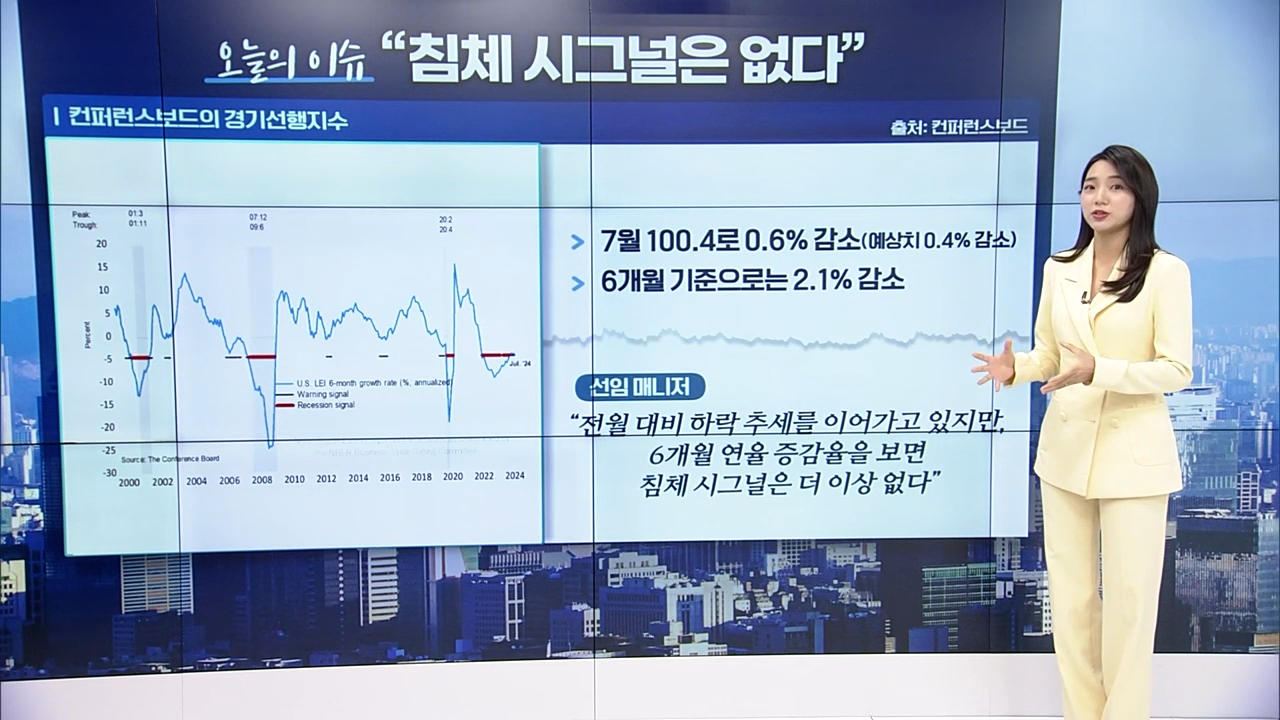 오늘의 이슈 “침체 시그널은 없다”
컨퍼런스보드의 경기선행지수
출처: 컨퍼런스보드
Peak: 01:3 07:12 20:2
Trough: 01:11 09:6 20:4
20
15
10
5
0
-5
-10
-15
-20
-25
-30
Percent
Jul. '24
U.S. LEI 6-month growth rate (%, annualized)
Warning signal
Recession signal
Source: The Conference Board
2000 2002 2004 2006 2008 2010 2012 2014 2016 2018 2020 2022 2024
7월 100.4로 0.6% 감소(예상치 0.4% 감소)
6개월 기준으로는 2.1% 감소
선임 매니저
“전월 대비 하락 추세를 이어가고 있지만,
6개월 연율 증감율을 보면
침체 시그널은 더 이상 없다”